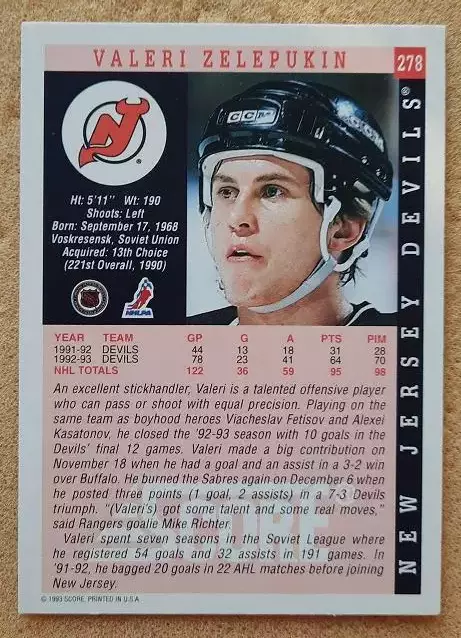 VALERI ZELEPUKIN
278
NEW JERSEY DEVILS®
NJ
®
CCM
Ht: 5'11" Wt: 190
Shoots: Left
Born: September 17, 1968
Voskresensk, Soviet Union
Acquired: 13th Choice
(221st Overall, 1990)
NHL
NHLPA
YEAR TEAM GP G A PTS PIM
1991-92 DEVILS 44 13 18 31 28
1992-93 DEVILS 78 23 41 64 70
NHL TOTALS 122 36 59 95 98
An excellent stickhandler, Valeri is a talented offensive player
who can pass or shoot with equal precision. Playing on the
same team as boyhood heroes Viacheslav Fetisov and Alexei
Kasatonov, he closed the '92-93 season with 10 goals in the
Devils' final 12 games. Valeri made a big contribution on
November 18 when he had a goal and an assist in a 3-2 win
over Buffalo. He burned the Sabres again on December 6 when
he posted three points (1 goal, 2 assists) in a 7-3 Devils
triumph. "(Valeri's) got some talent and some real moves,"
said Rangers goalie Mike Richter.
Valeri spent seven seasons in the Soviet League where
he registered 54 goals and 32 assists in 191 games. In
'91-92, he bagged 20 goals in 22 AHL matches before joining
New Jersey.
SCORE
© 1993 SCORE, PRINTED IN U.S.A.